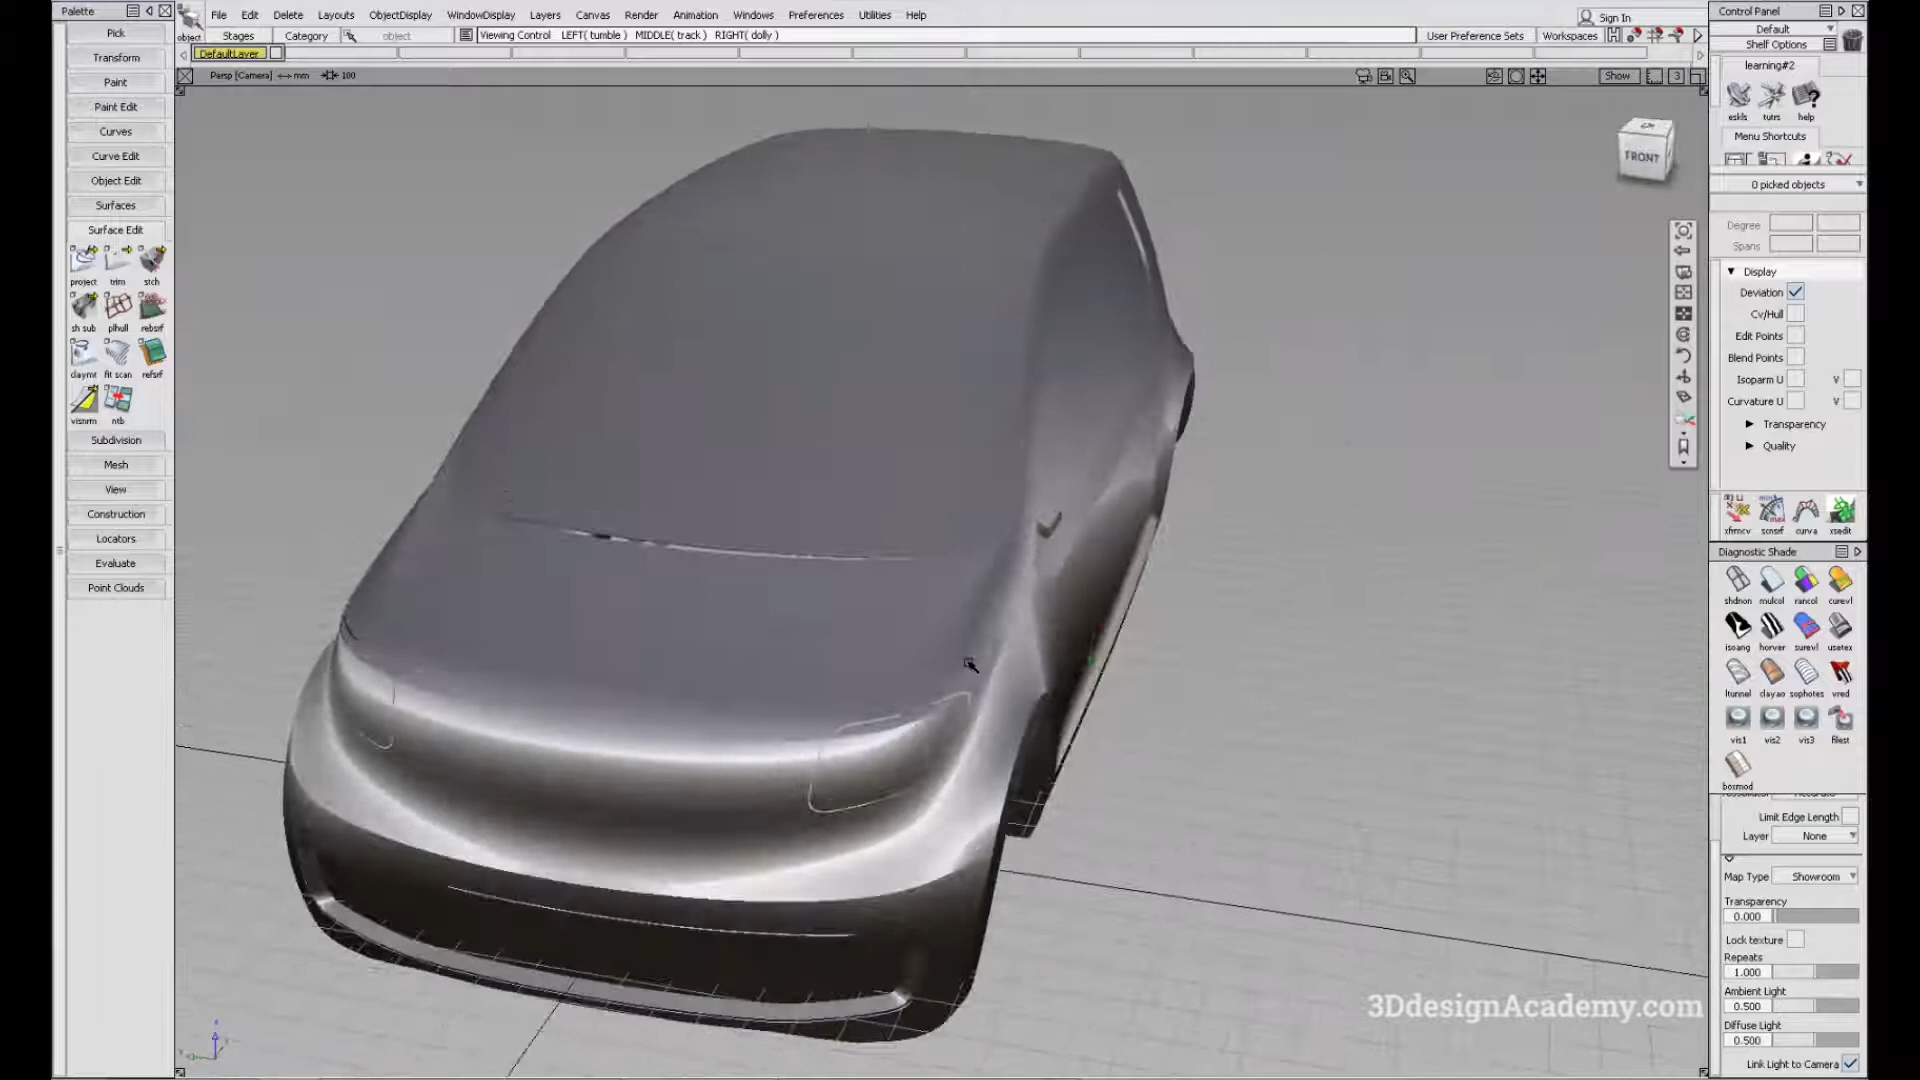 Palette
Pick
Transform
Paint
Paint Edit
Curves
Curve Edit
Object Edit
Surfaces
Surface Edit
project trim stch
sh sub plhull rebsrf
claymt fit scan refsrf
visnrm ntb
Subdivision
Mesh
View
Construction
Locators
Evaluate
Point Clouds
File Edit Delete Layouts ObjectDisplay WindowDisplay Layers Canvas Render Animation Windows Preferences Utilities Help
Sign In
object Stages Category object
Viewing Control LEFT( tumble ) MIDDLE( track ) RIGHT( dolly )
User Preference Sets Workspaces
DefaultLayer
Persp [Camera] mm 100
Show 3
FRONT
3DdesignAcademy.com
Control Panel
Default
Shelf Options
learning#2
eskls tutrs help
Menu Shortcuts
0 picked objects
Degree
Spans
Display
Deviation
Cv/Hull
Edit Points
Blend Points
Isoparm U V
Curvature U V
Transparency
Quality
xfrmcv scnsrf curva xsedit
Diagnostic Shade
shdnon mulcol rancol curevl
isoang horver surevl usetex
ltunnel clayao sophotes vred
vis1 vis2 vis3 filest
boxmod
Limit Edge Length
Layer None
Map Type Showroom
Transparency
0.000
Lock texture
Repeats
1.000
Ambient Light
0.500
Diffuse Light
0.500
Link Light to Camera